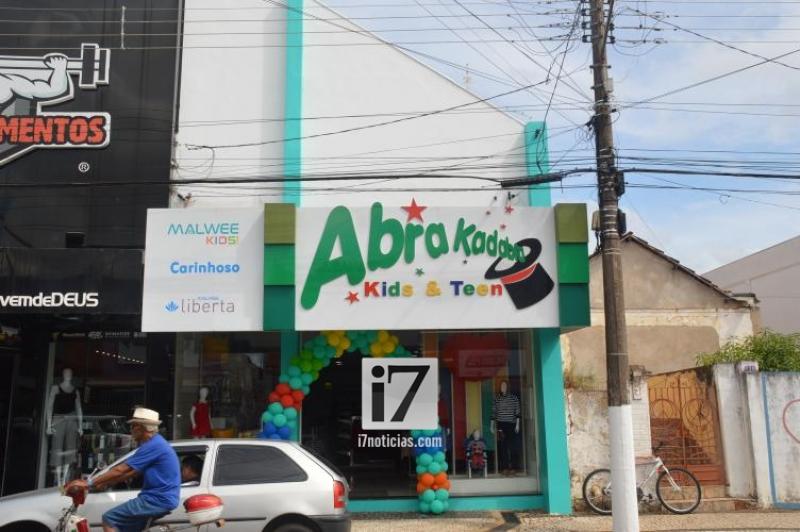 MENTOS
®
vemdeDEUS
MALWEE
KIDS!
Carinhoso
liberta
Abra Kadabra
Kids & Teen
i7
i7noticias.com